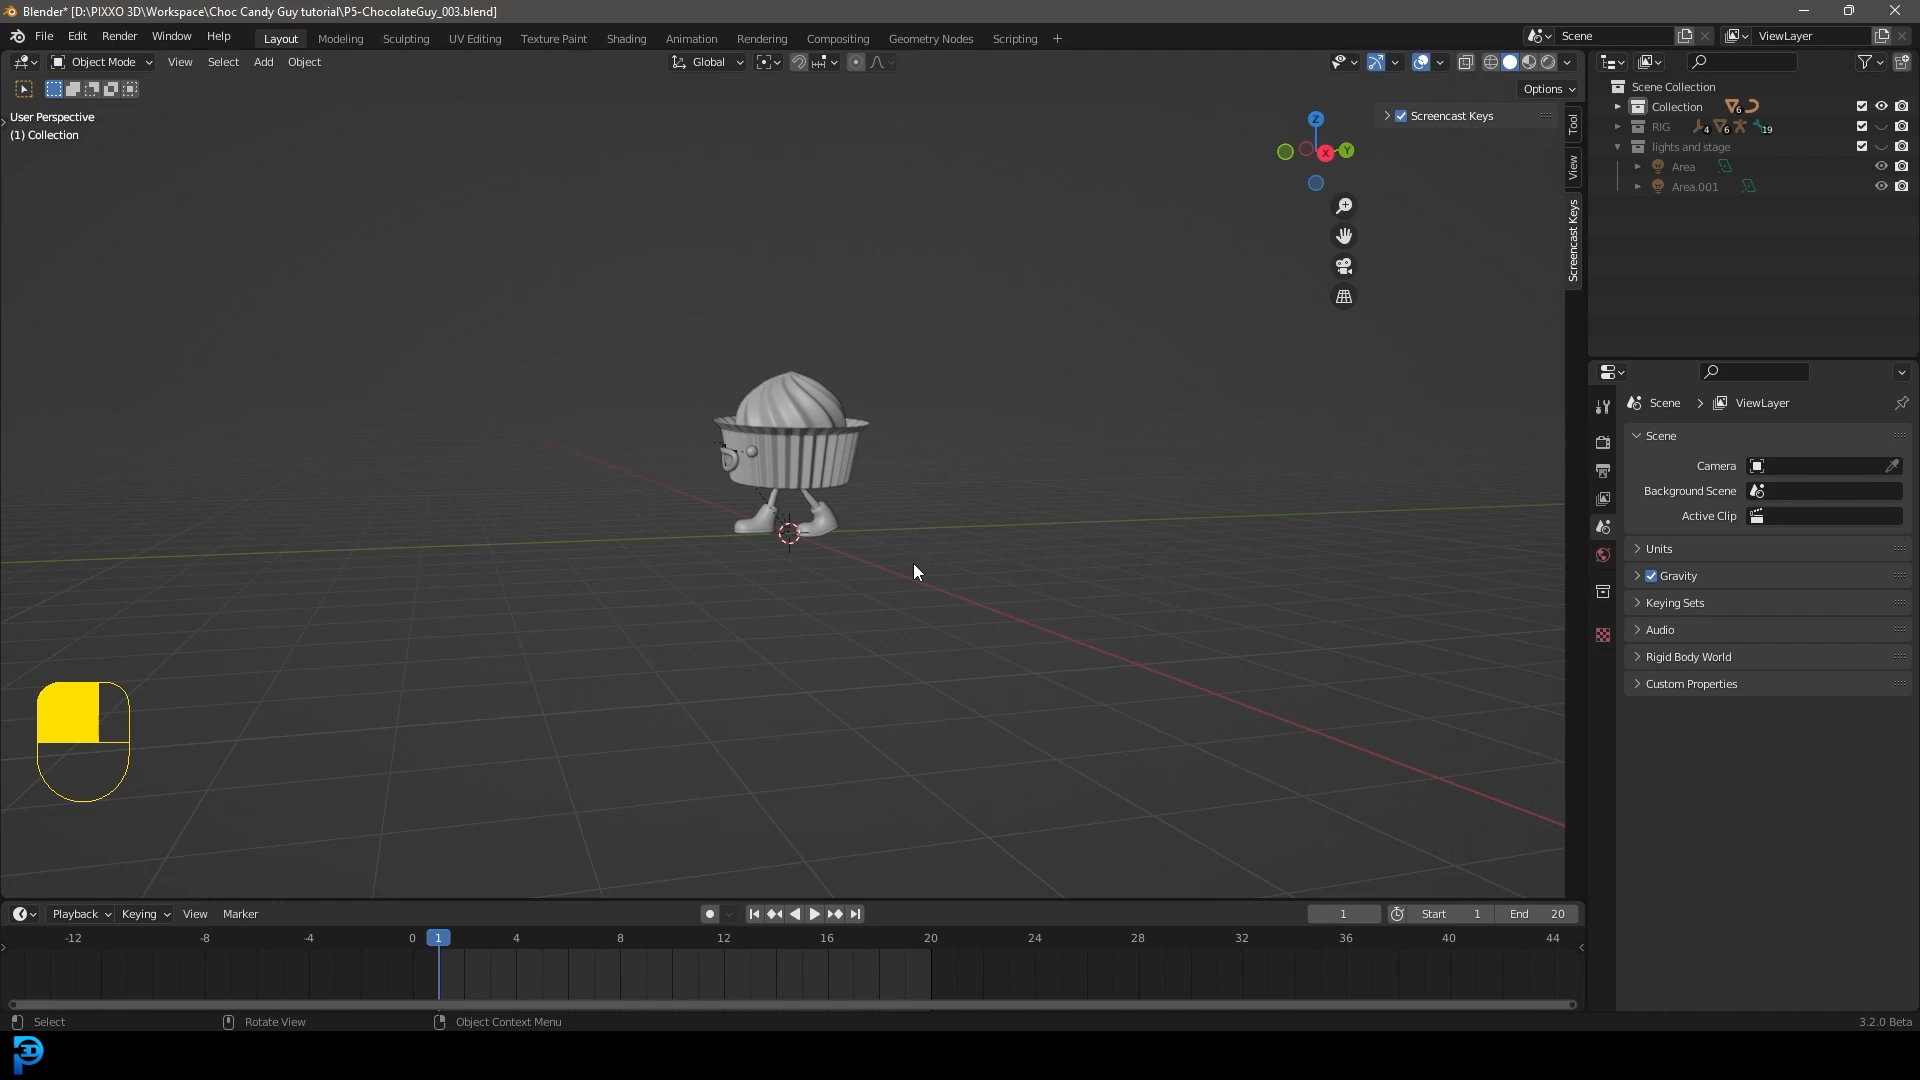 Blender* [D:\PIXXO 3D\Workspace\Choc Candy Guy tutorial\P5-ChocolateGuy_003.blend]
File Edit Render Window Help Layout Modeling Sculpting UV Editing Texture Paint Shading Animation Rendering Compositing Geometry Nodes Scripting + Scene ViewLayer
Object Mode View Select Add Object Global
Options
User Perspective
(1) Collection
Z
X
Y
Screencast Keys
Tool
View
Screencast Keys
Scene Collection
Collection 6
RIG 4 6 19
lights and stage
Area
Area.001
Scene > ViewLayer
Scene
Camera
Background Scene
Active Clip
Units
Gravity
Keying Sets
Audio
Rigid Body World
Custom Properties
Playback Keying View Marker 1 Start 1 End 20
-12 -8 -4 0 1 4 8 12 16 20 24 28 32 36 40 44
Select Rotate View Object Context Menu 3.2.0 Beta
3D